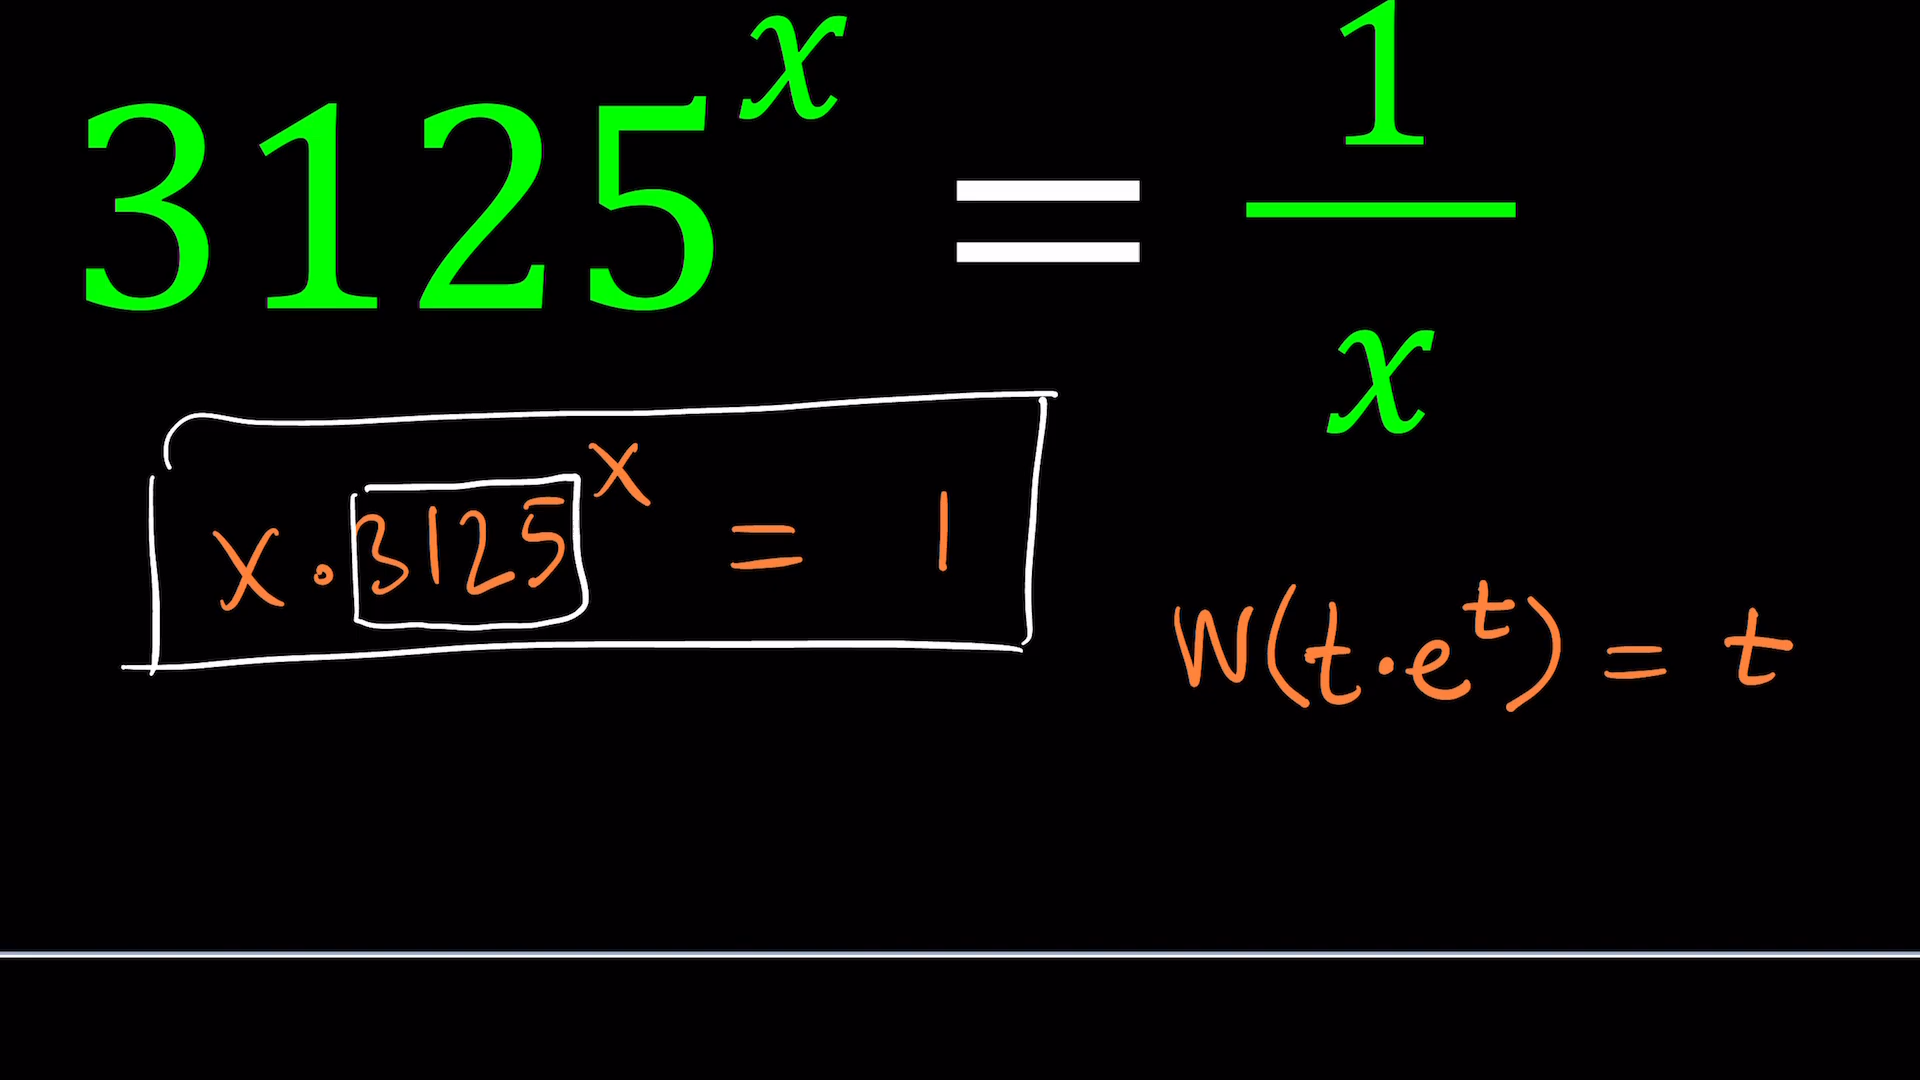 3125^x = 1/x
x · 3125^x = 1
W(t · e^t) = t